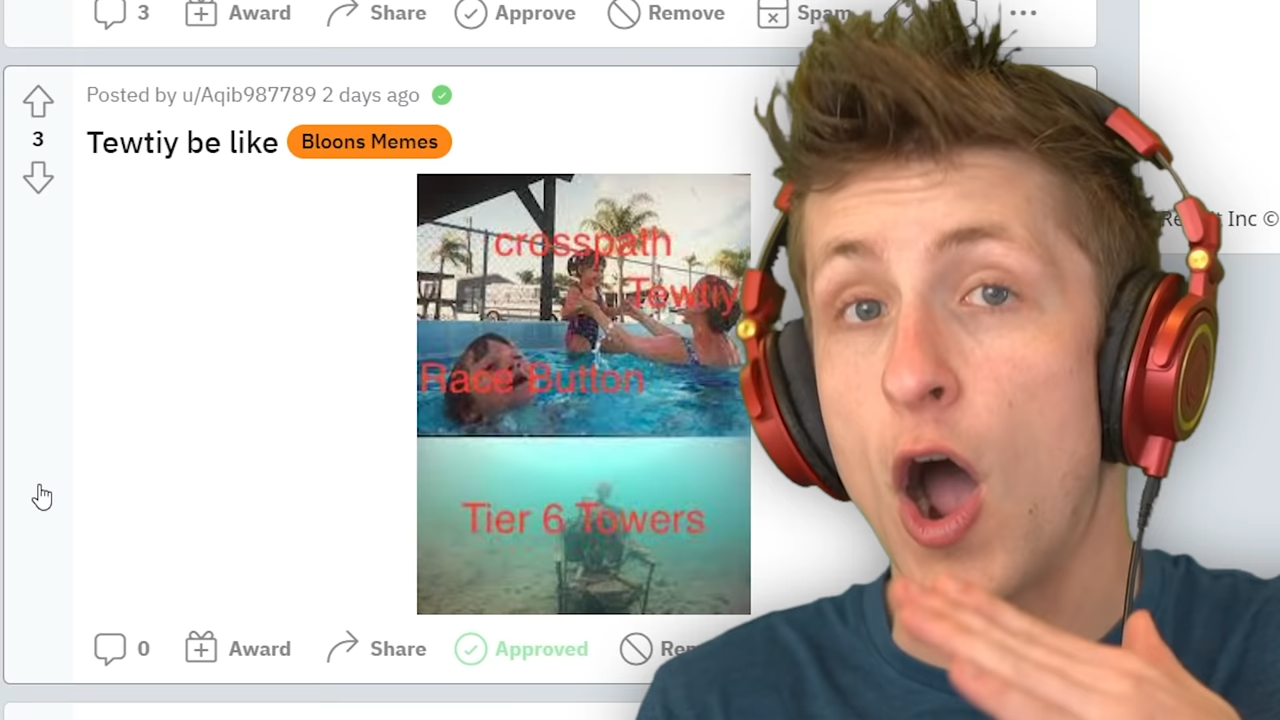 3 Award Share Approve Remove Spam
Posted by u/Aqib987789 2 days ago
3
Tewtiy be like Bloons Memes
crosspath
Tewtiy
Race Button
Tier 6 Towers
Inc ©
0 Award Share Approved